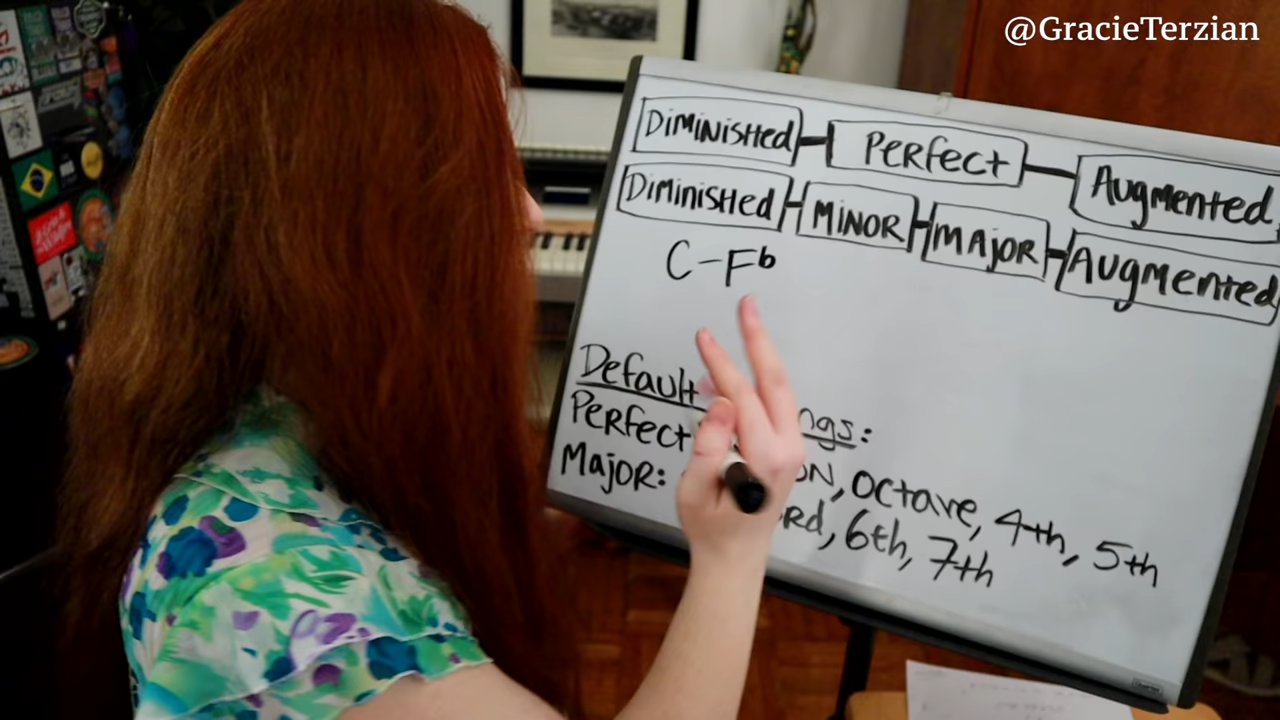 @GracieTerzian
DiMiNisHed PeRfecT Augmented
DiMiNisHed MiNOR MAjOR AUgmented
C-Fb
Default ngs:
PeRfect ON, Octave, 4th, 5th
Major: RD, 6th, 7th